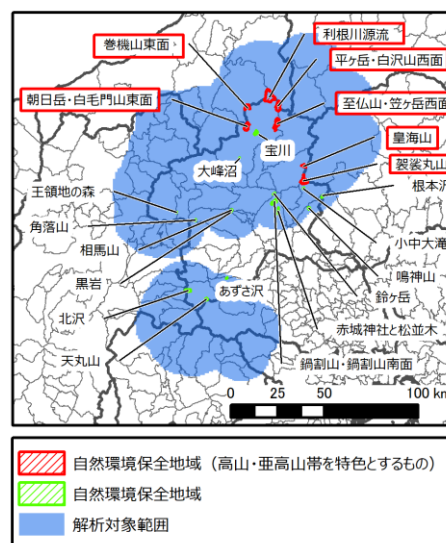 巻機山東面
利根川源流
平ヶ岳・白沢山西面
朝日岳・白毛門山東面
至仏山・笠ヶ岳西面
宝川
皇海山
大峰沼
袈裟丸山
王領地の森
根本沢
角落山
小中大滝
相馬山
鳴神山
黒岩
あずさ沢
鈴ヶ岳
北沢
赤城神社と松並木
天丸山
鍋割山・鍋割山南面
0 25 50 100 km
自然環境保全地域 (高山・亜高山帯を特色とするもの)
自然環境保全地域
解析対象範囲